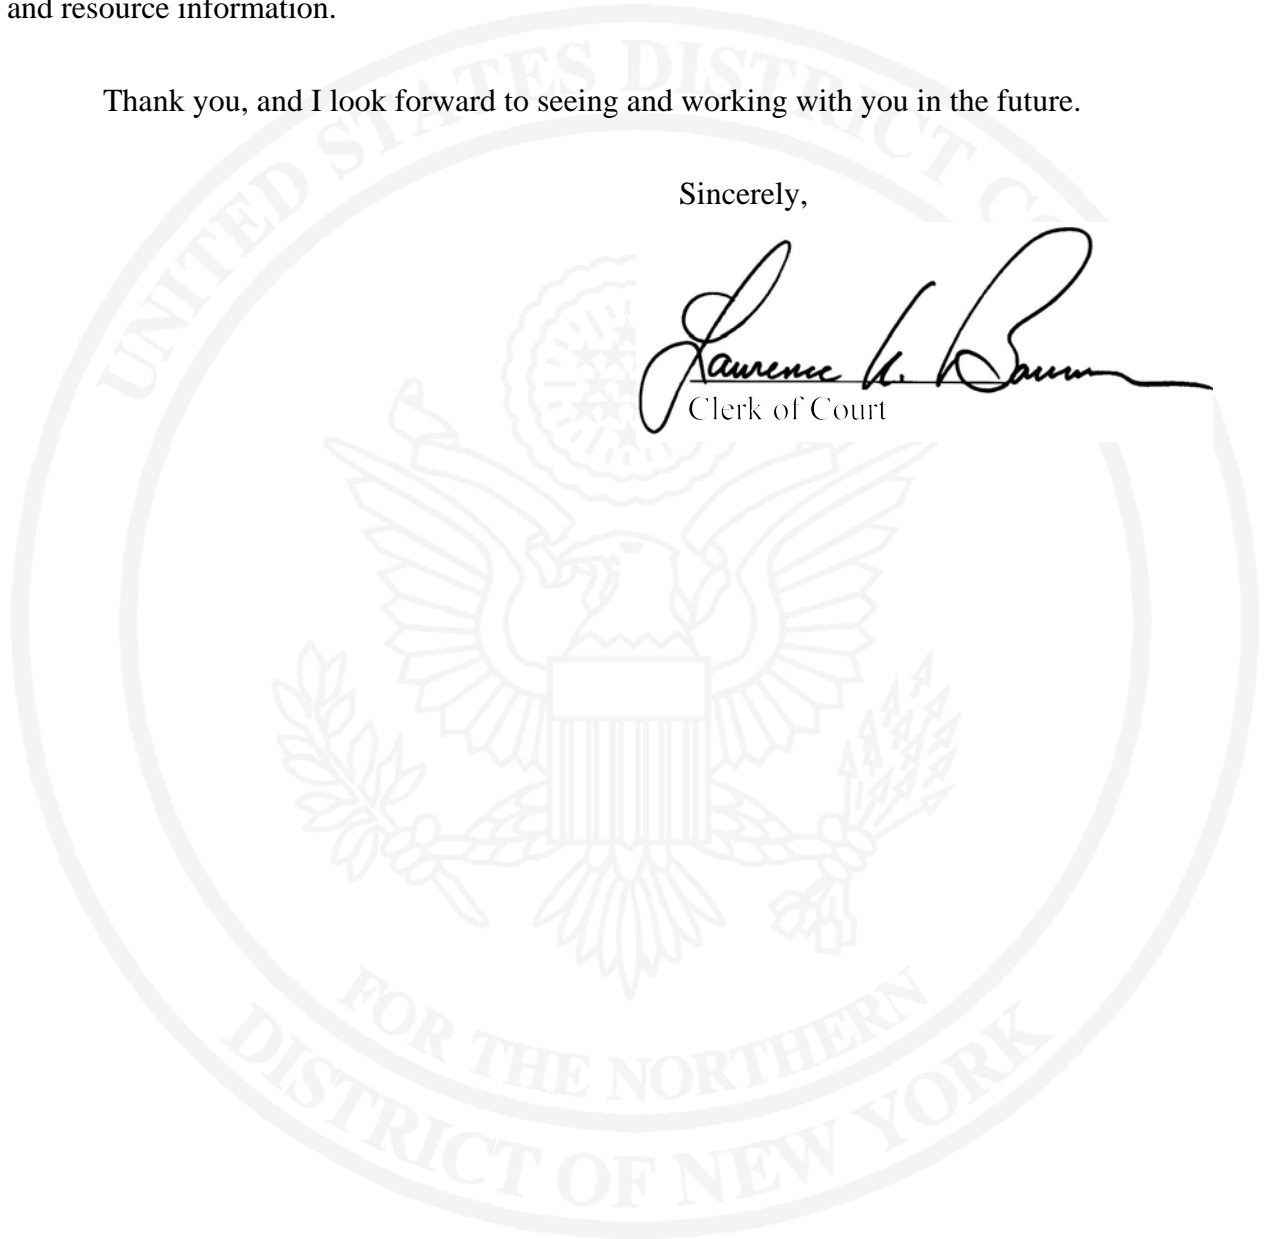 and resource information.
Thank you, and I look forward to seeing and working with you in the future.
Sincerely,
Lawrence
Clerk of Court
UNITED STATES DISTRICT
FOR THE NORTHERN
DISTRICT OF NEW YORK